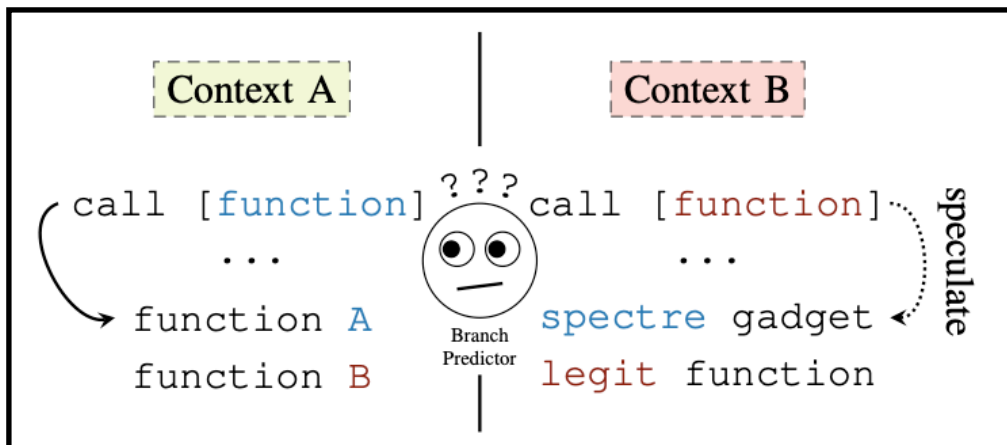 Context A
Context B
? ? ?
call [function]
call [function]
...
...
speculate
function A
spectre gadget
Branch
Predictor
function B
legit function